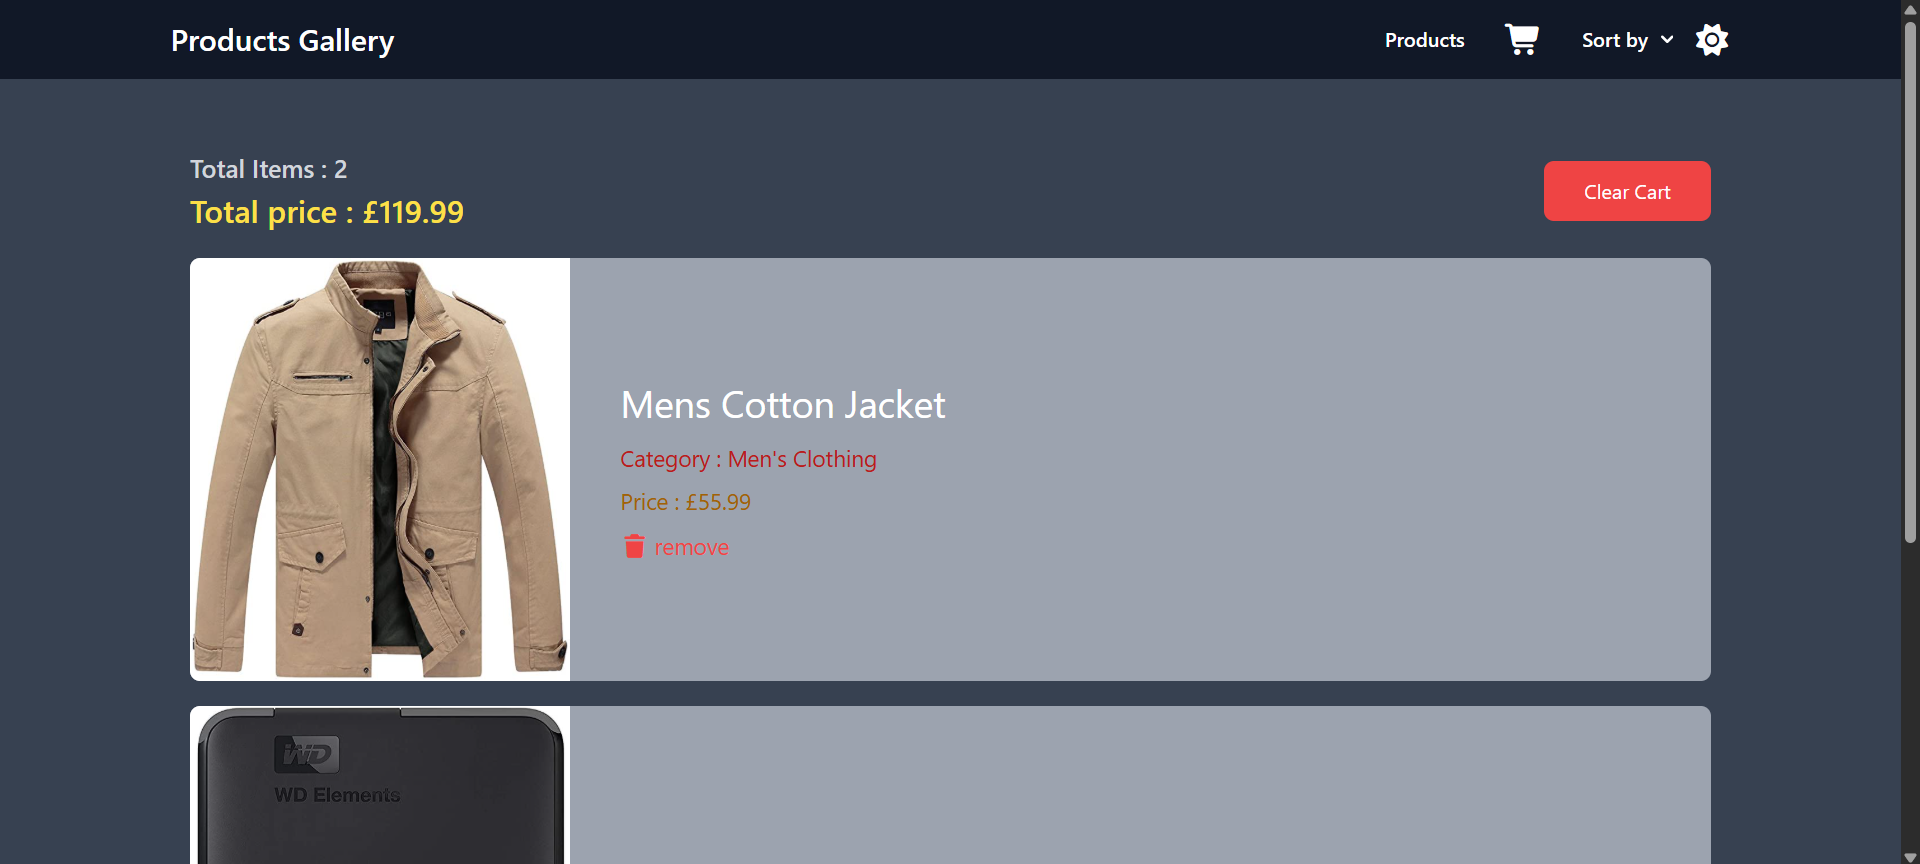 Products Gallery
Products
Sort by
Total Items : 2
Total price : £119.99
Clear Cart
Mens Cotton Jacket
Category : Men's Clothing
Price : £55.99
remove
WD
WD Elements